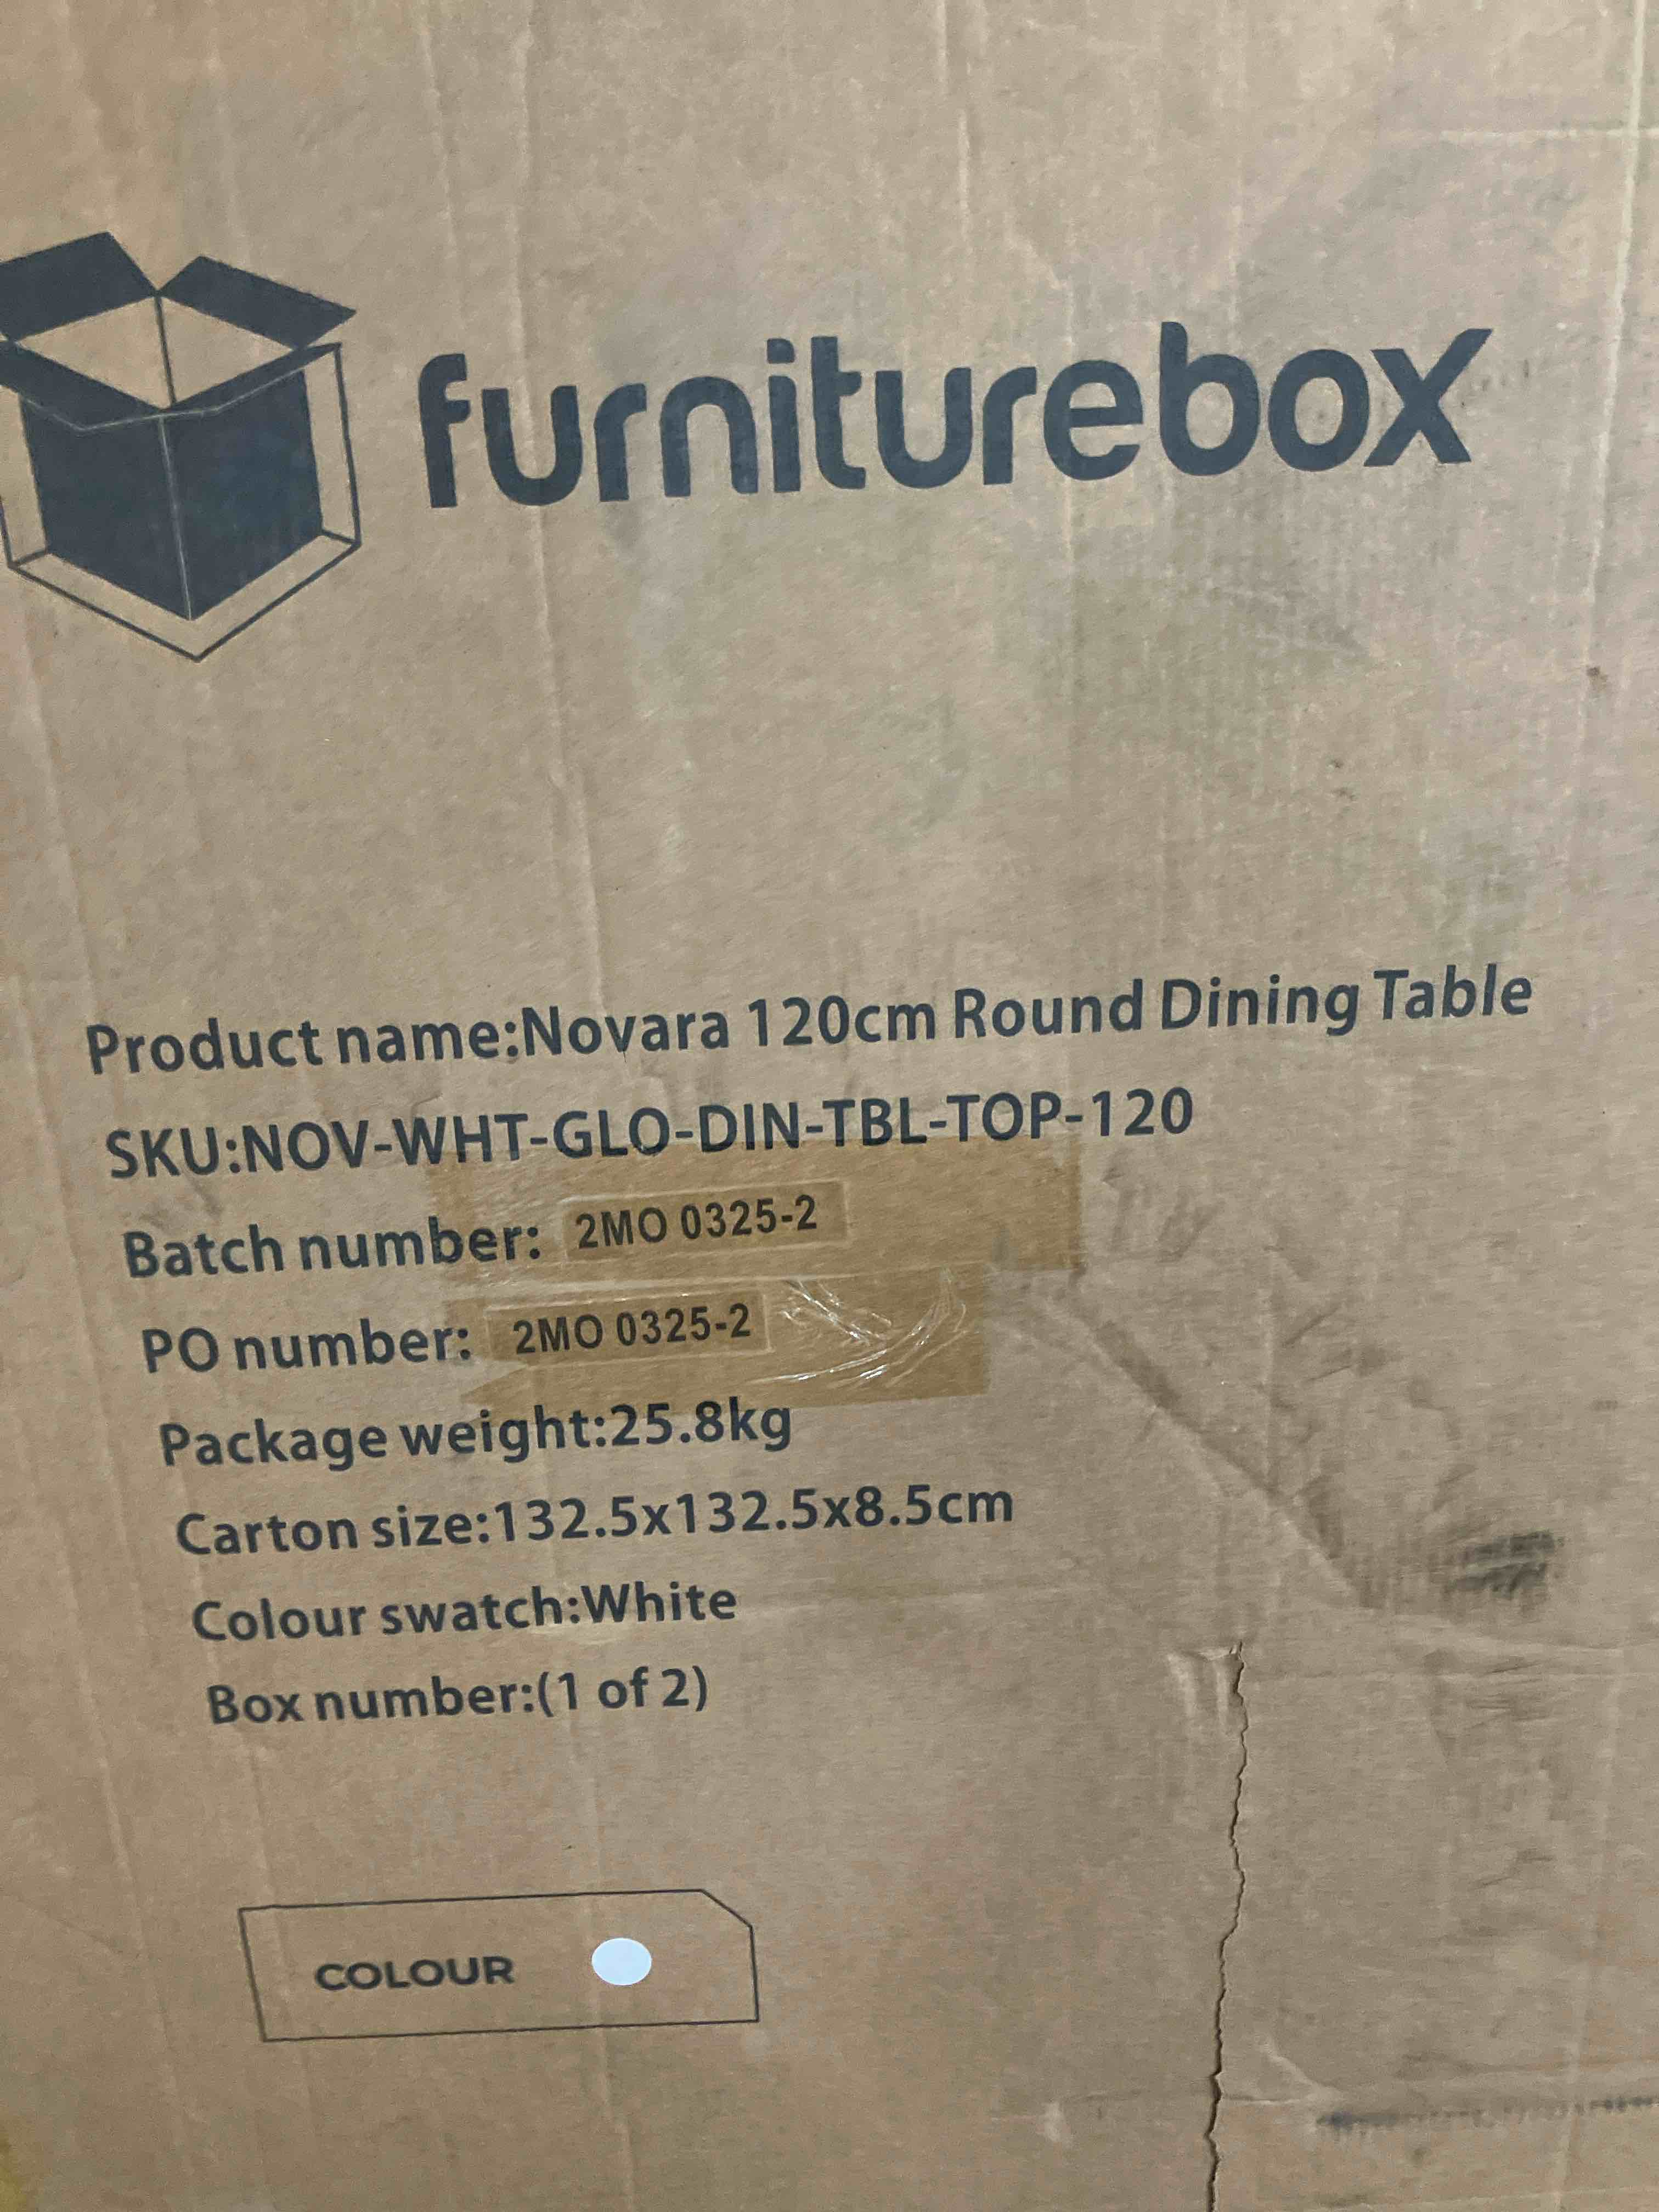 furniturebox
Product name:Novara 120cm Round Dining Table
SKU:NOV-WHT-GLO-DIN-TBL-TOP-120
Batch number: 2MO 0325-2
PO number: 2MO 0325-2
Package weight:25.8kg
Carton size:132.5x132.5x8.5cm
Colour swatch:White
Box number:(1 of 2)
COLOUR